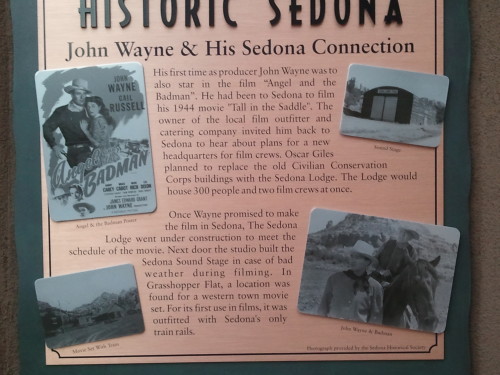 HISTORIC SEDONA
John Wayne & His Sedona Connection
His first time as producer John Wayne was to
also star in the film "Angel and the
Badman". He had been to Sedona to film
his 1944 movie "Tall in the Saddle". The
owner of the local film outfitter and
catering company invited him back to
Sedona to hear about plans for a new
headquarters for film crews. Oscar Giles
planned to replace the old Civilian Conservation
Corps buildings with the Sedona Lodge. The Lodge would
house 300 people and two film crews at once.
JOHN
WAYNE
GAIL
RUSSELL
Angel and the
BADMAN
JOHN WAYNE
Angel & the Badman Poster
Sound Stage
Once Wayne promised to make
the film in Sedona, The Sedona
Lodge went under construction to meet the
schedule of the movie. Next door the studio built the
Sedona Sound Stage in case of bad
weather during filming. In
Grasshopper Flat, a location was
found for a western town movie
set. For its first use in films, it was
outfitted with Sedona's only
train rails.
Movie Set With Train
John Wayne & Badman
Photograph provided by the Sedona Historical Society